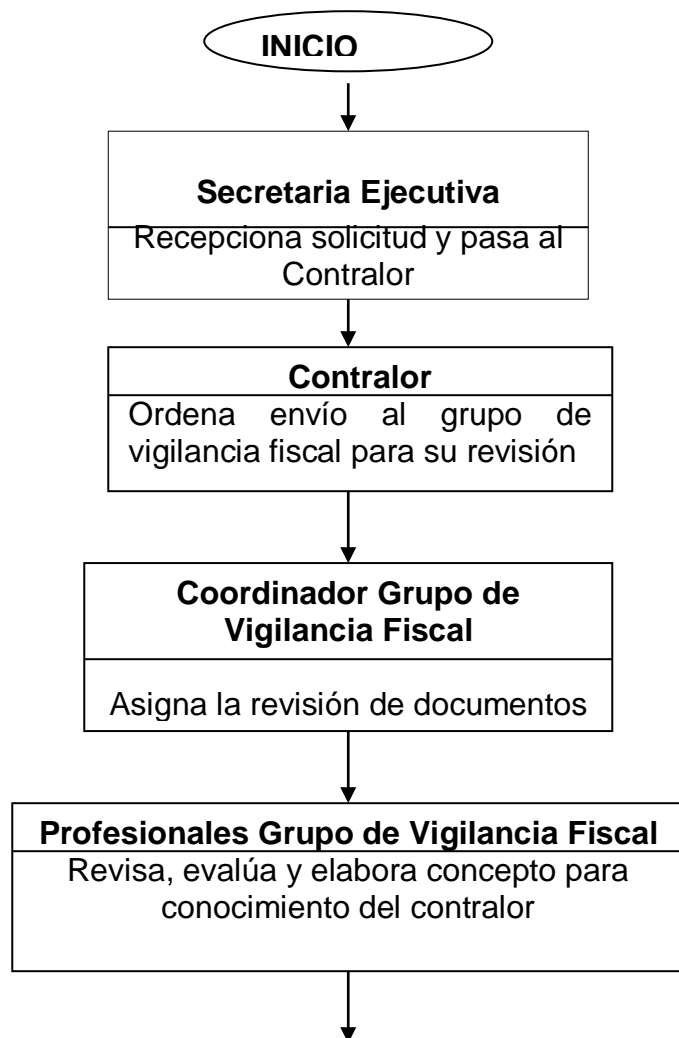 INICIO
Secretaria Ejecutiva
Recepciona solicitud y pasa al
Contralor
Contralor
Ordena envío al grupo de
vigilancia fiscal para su revisión
Coordinador Grupo de
Vigilancia Fiscal
Asigna la revisión de documentos
Profesionales Grupo de Vigilancia Fiscal
Revisa, evalúa y elabora concepto para
conocimiento del contralor